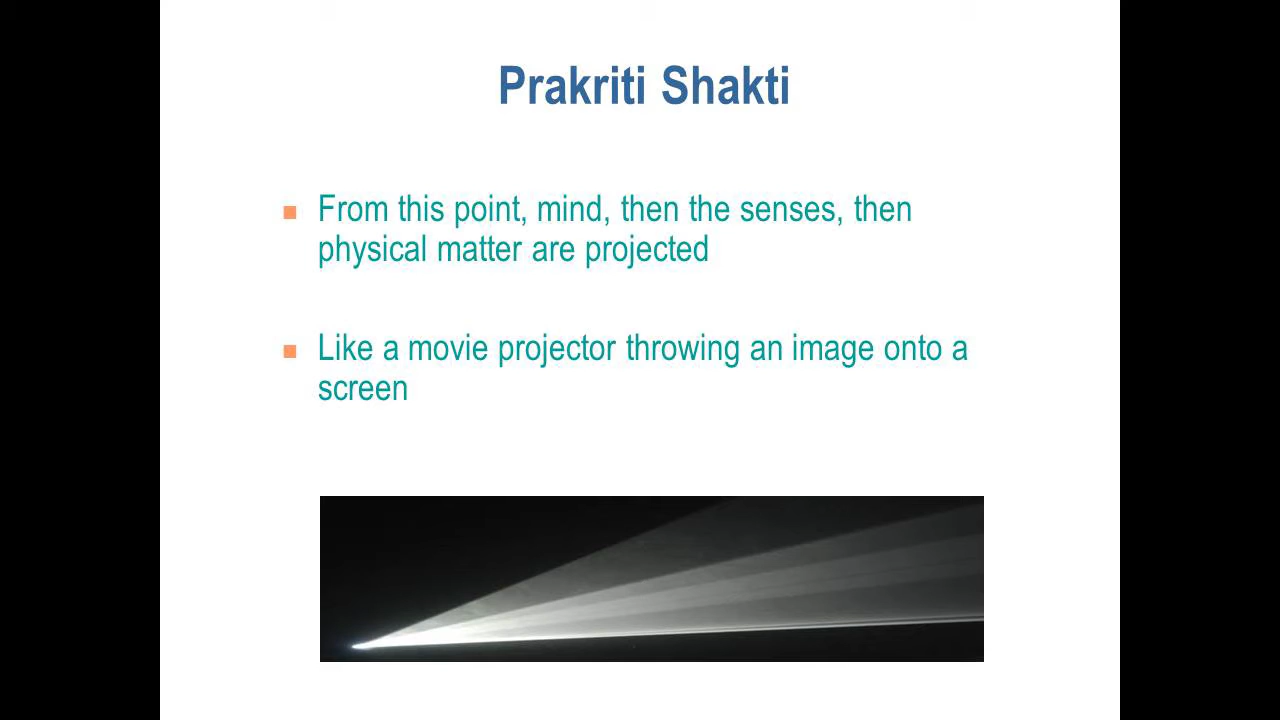 Prakriti Shakti
From this point, mind, then the senses, then
physical matter are projected
Like a movie projector throwing an image onto a
screen